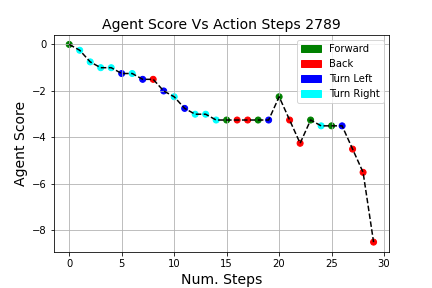 Agent Score Vs Action Steps 2789
Forward
Back
Turn Left
Turn Right
Agent Score
0
−2
−4
−6
−8
0 5 10 15 20 25 30
Num. Steps